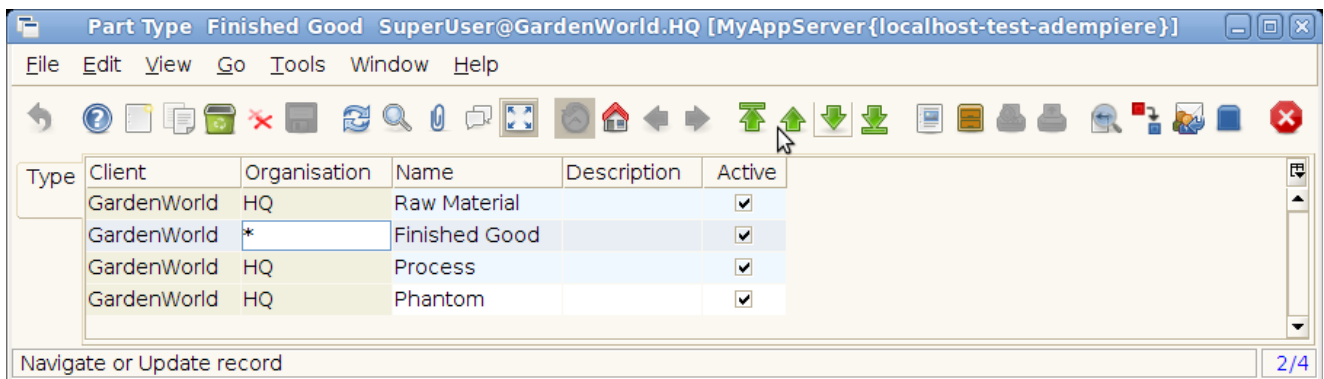 Part Type Finished Good SuperUser@GardenWorld.HQ [MyAppServer{localhost-test-adempiere}]
File Edit View Go Tools Window Help
Type Client Organisation Name Description Active
GardenWorld HQ Raw Material
GardenWorld * Finished Good
GardenWorld HQ Process
GardenWorld HQ Phantom
Navigate or Update record 2/4